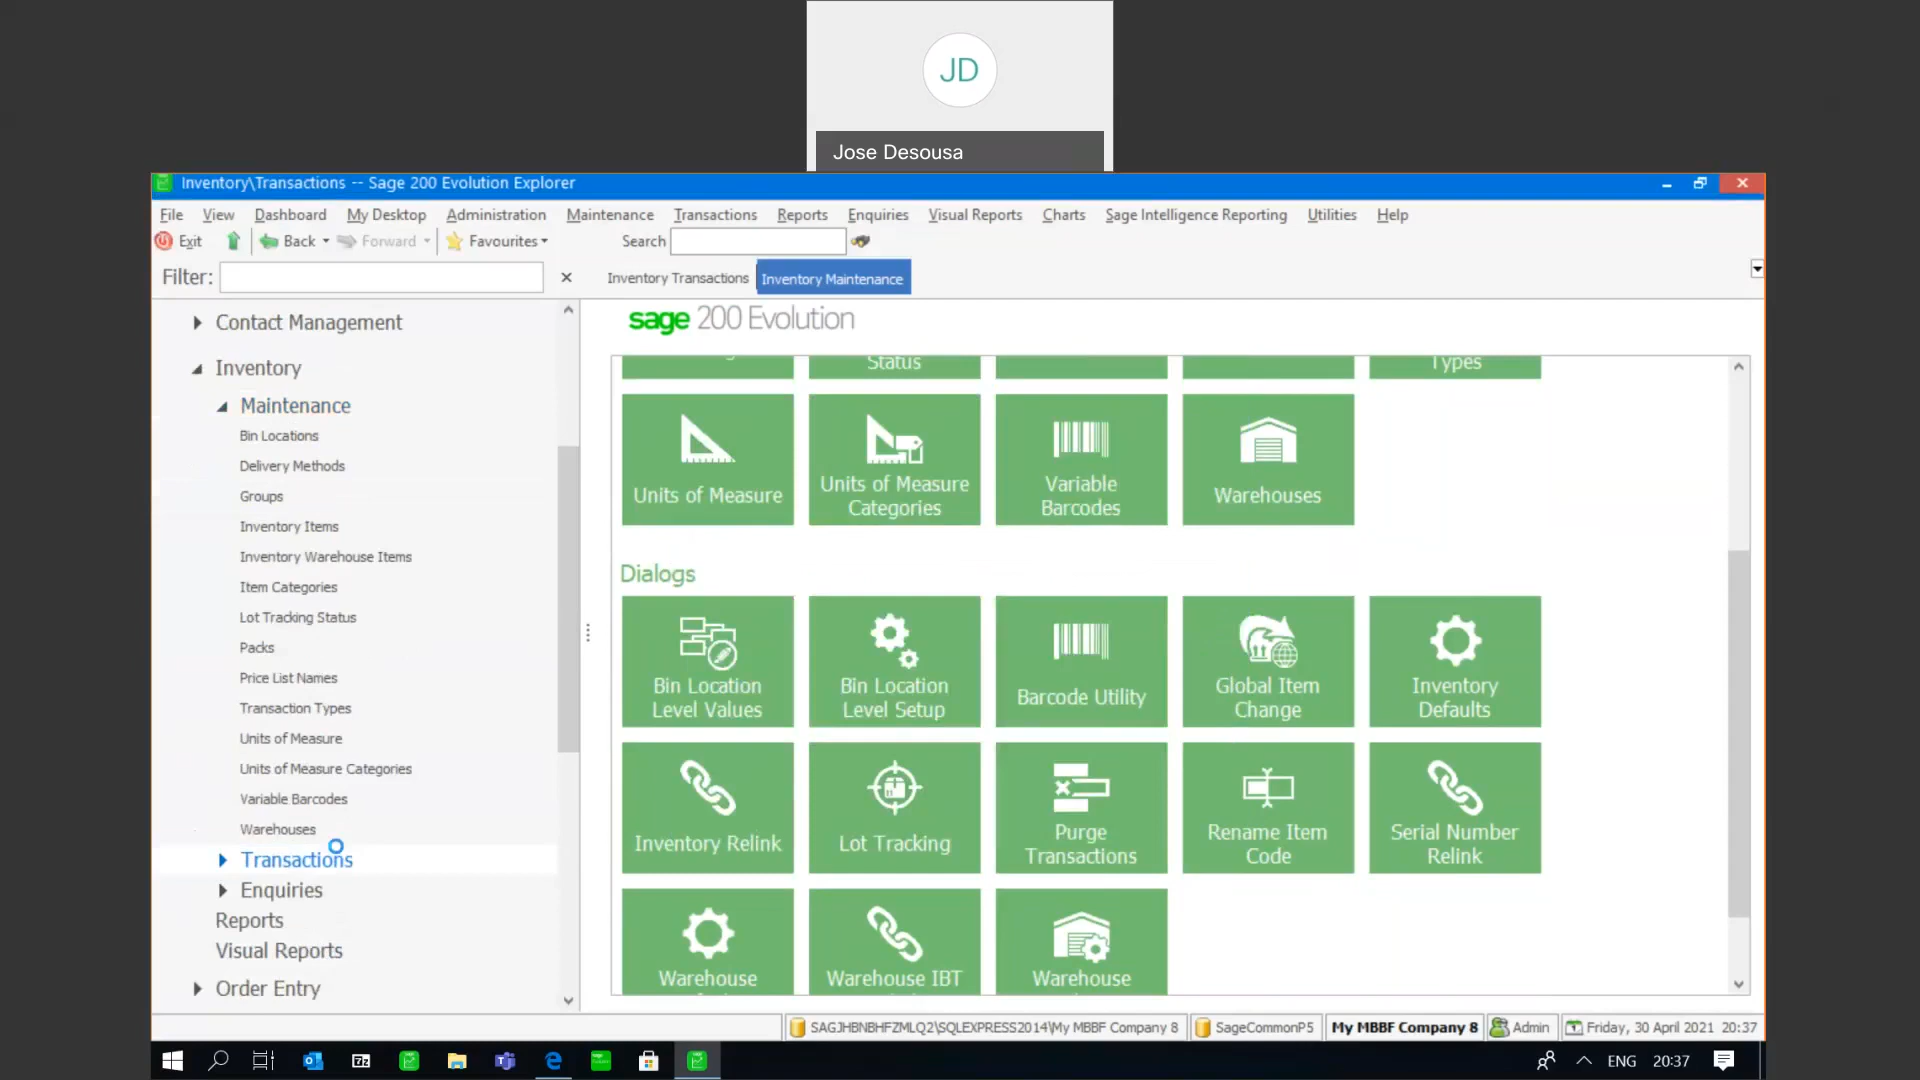 JD
Jose Desousa
Inventory\Transactions -- Sage 200 Evolution Explorer
File View Dashboard My Desktop Administration Maintenance Transactions Reports Enquiries Visual Reports Charts Sage Intelligence Reporting Utilities Help
Exit Back Forward Favourites Search
Filter: Inventory Transactions Inventory Maintenance
sage 200 Evolution
Contact Management
Inventory
Maintenance
Bin Locations
Delivery Methods
Groups
Inventory Items
Inventory Warehouse Items
Item Categories
Lot Tracking Status
Packs
Price List Names
Transaction Types
Units of Measure
Units of Measure Categories
Variable Barcodes
Warehouses
Transactions
Enquiries
Reports
Visual Reports
Order Entry
Status
Types
Units of Measure
Units of Measure
Categories
Variable
Barcodes
Warehouses
Dialogs
Bin Location
Level Values
Bin Location
Level Setup
Barcode Utility
Global Item
Change
Inventory
Defaults
Inventory Relink
Lot Tracking
Purge
Transactions
Rename Item
Code
Serial Number
Relink
Warehouse
Warehouse IBT
Warehouse
SAGJHBNBHFZMLQ2\SQLEXPRESS2014\My MBBF Company 8 SageCommonP5 My MBBF Company 8 Admin Friday, 30 April 2021 20:37
ENG 20:37